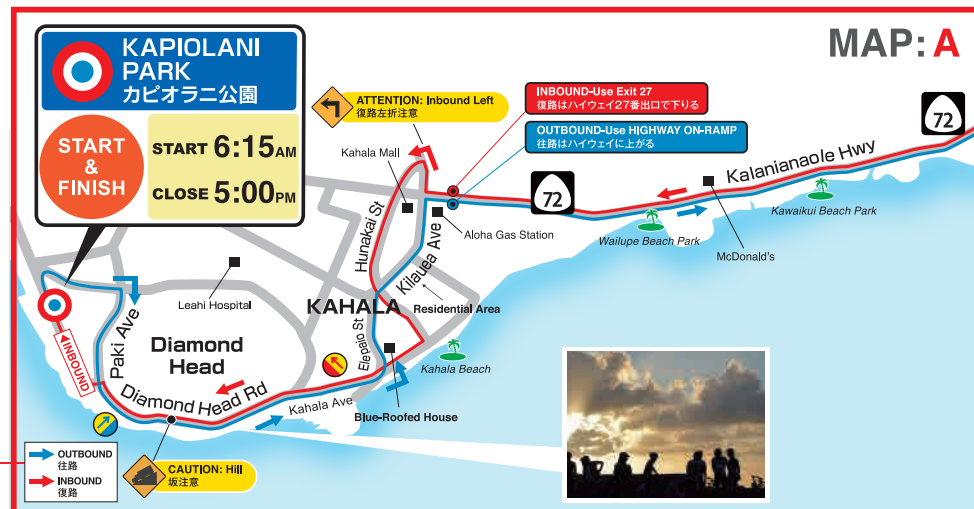 MAP: A
KAPIOLANI
PARK
カピオラニ公園
START
&
FINISH
START 6:15AM
CLOSE 5:00PM
ATTENTION: Inbound Left
復路左折注意
INBOUND-Use Exit 27
復路はハイウェイ27番出口で下りる
OUTBOUND-Use HIGHWAY ON-RAMP
往路はハイウェイに上がる
72
Kahala Mall
72
Kalanianaole Hwy
Kawaikui Beach Park
Aloha Gas Station
Wailupe Beach Park
McDonald's
Hunakai St
Kilauea Ave
Leahi Hospital
KAHALA
Residential Area
Paki Ave
INBOUND
Diamond
Head
Elepaio St
Kahala Beach
Diamond Head Rd
Kahala Ave
Blue-Roofed House
OUTBOUND
往路
INBOUND
復路
CAUTION: Hill
坂注意